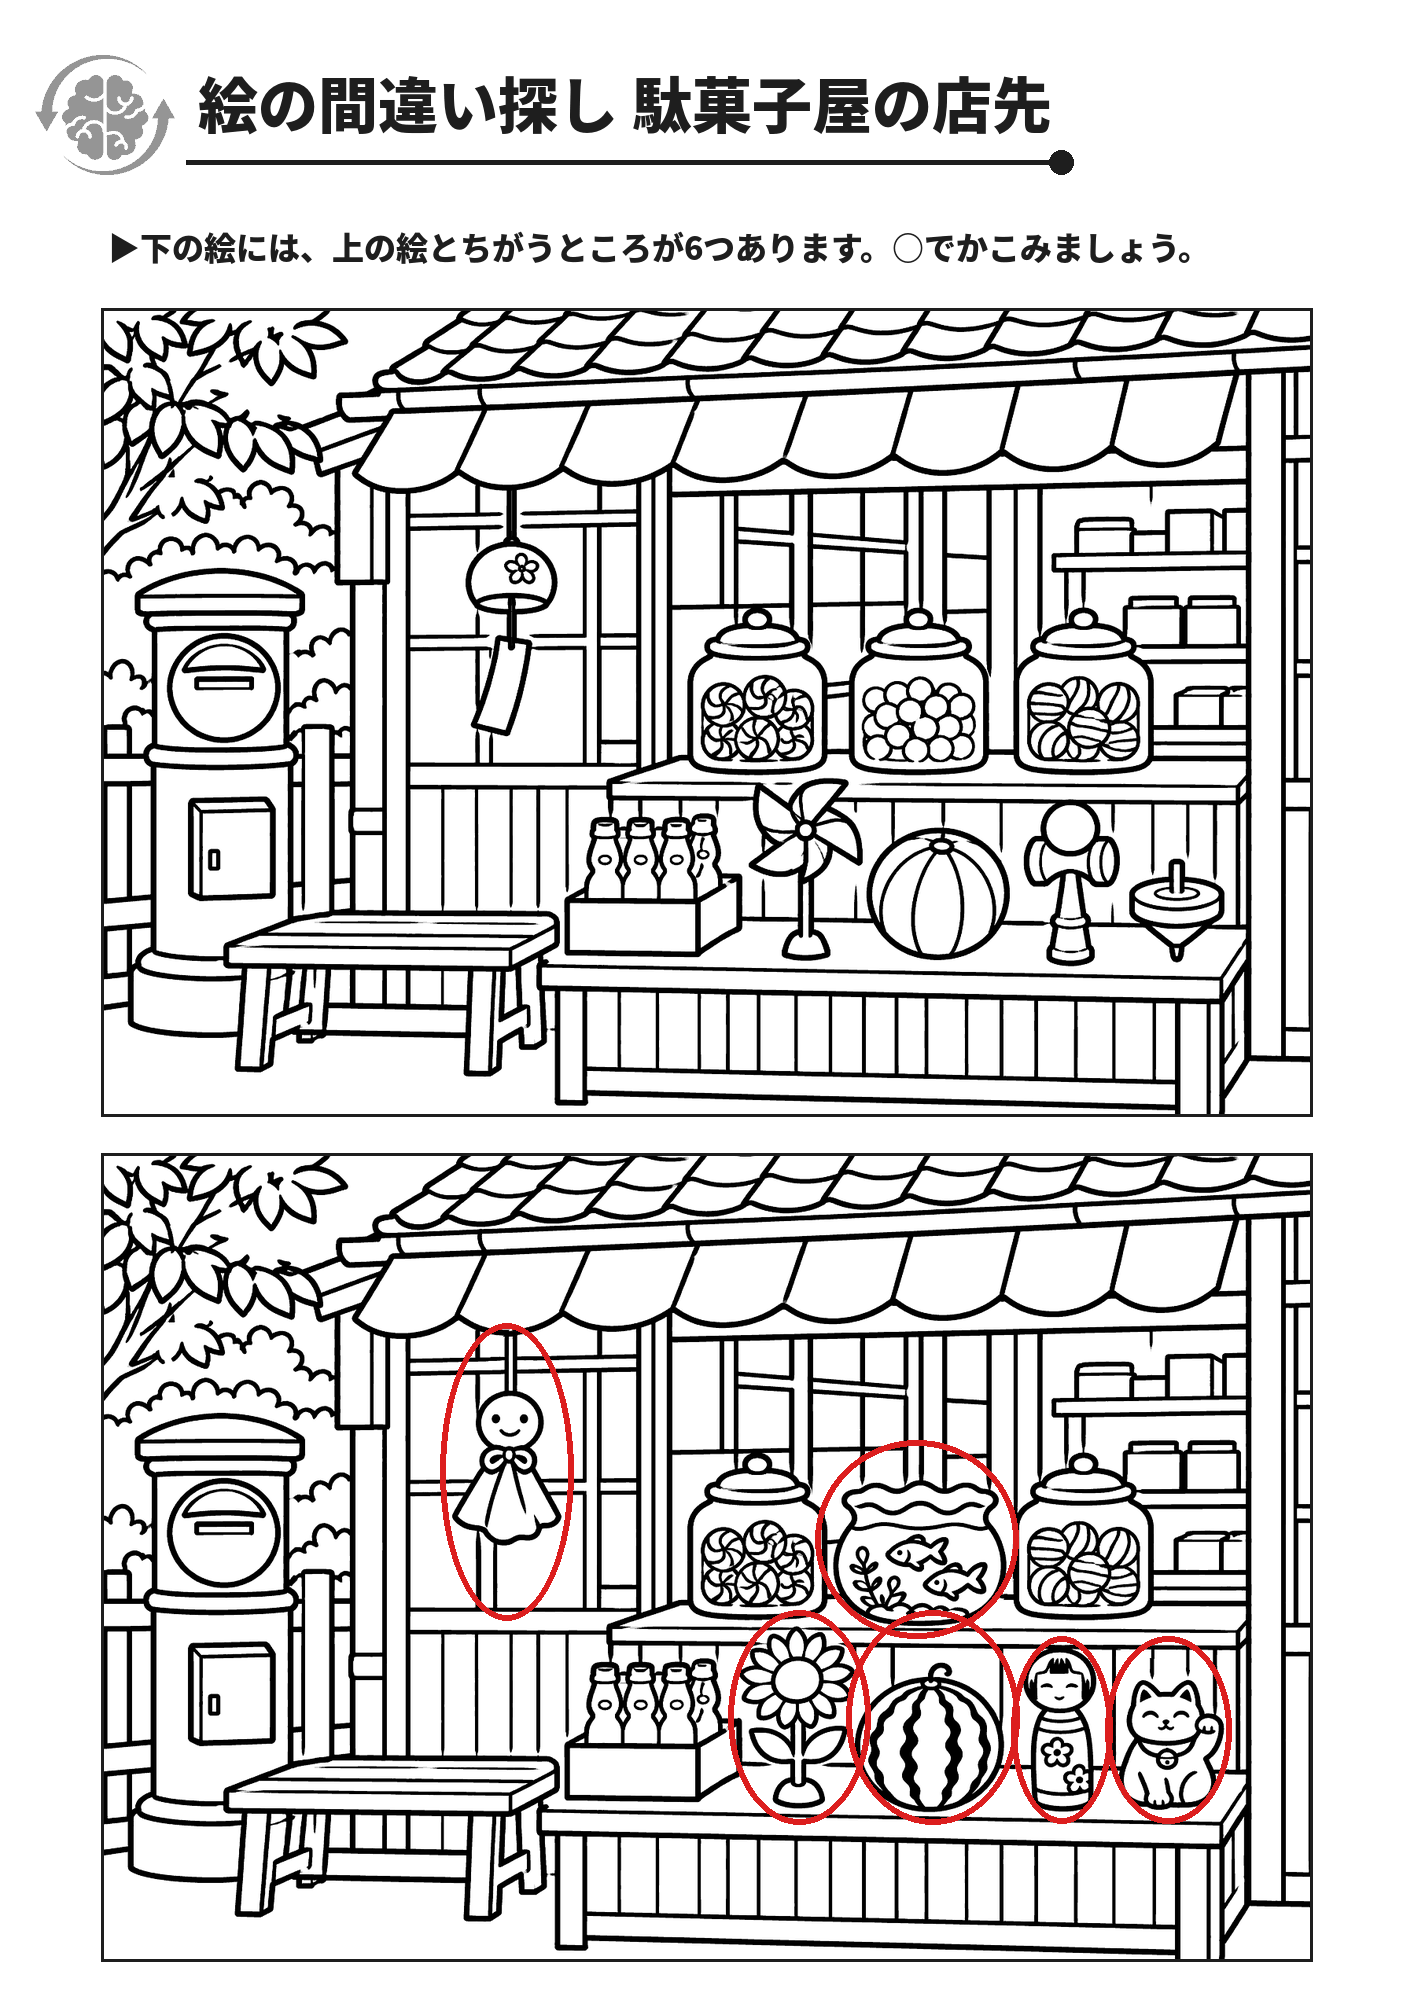 絵の間違い探し 駄菓子屋の店先
▶下の絵には、上の絵とちがうところが6つあります。○でかこみましょう。